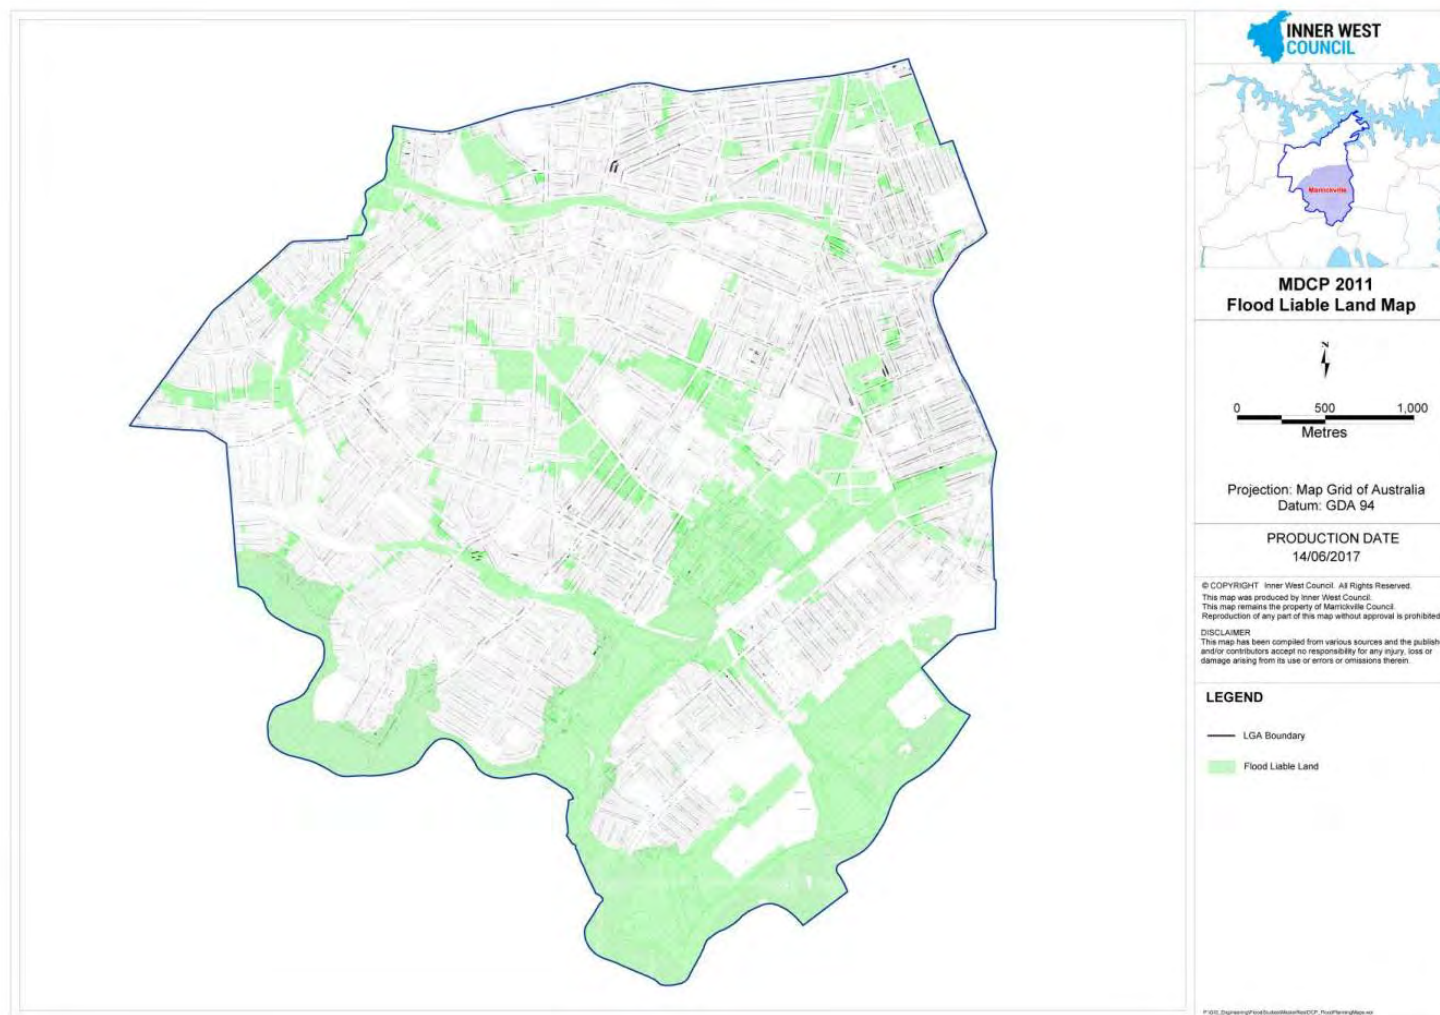 INNER WEST
COUNCIL
Marrickville
MDCP 2011
Flood Liable Land Map
N
0 500 1,000
Metres
Projection: Map Grid of Australia
Datum: GDA 94
PRODUCTION DATE
14/06/2017
© COPYRIGHT Inner West Council. All Rights Reserved.
This map was produced by Inner West Council.
This map remains the property of Marrickville Council.
Reproduction of any part of this map without approval is prohibited
DISCLAIMER
This map has been compiled from various sources and the publish
and/or contributors accept no responsibility for any injury, loss or
damage arising from its use or errors or omissions therein.
LEGEND
LGA Boundary
Flood Liable Land